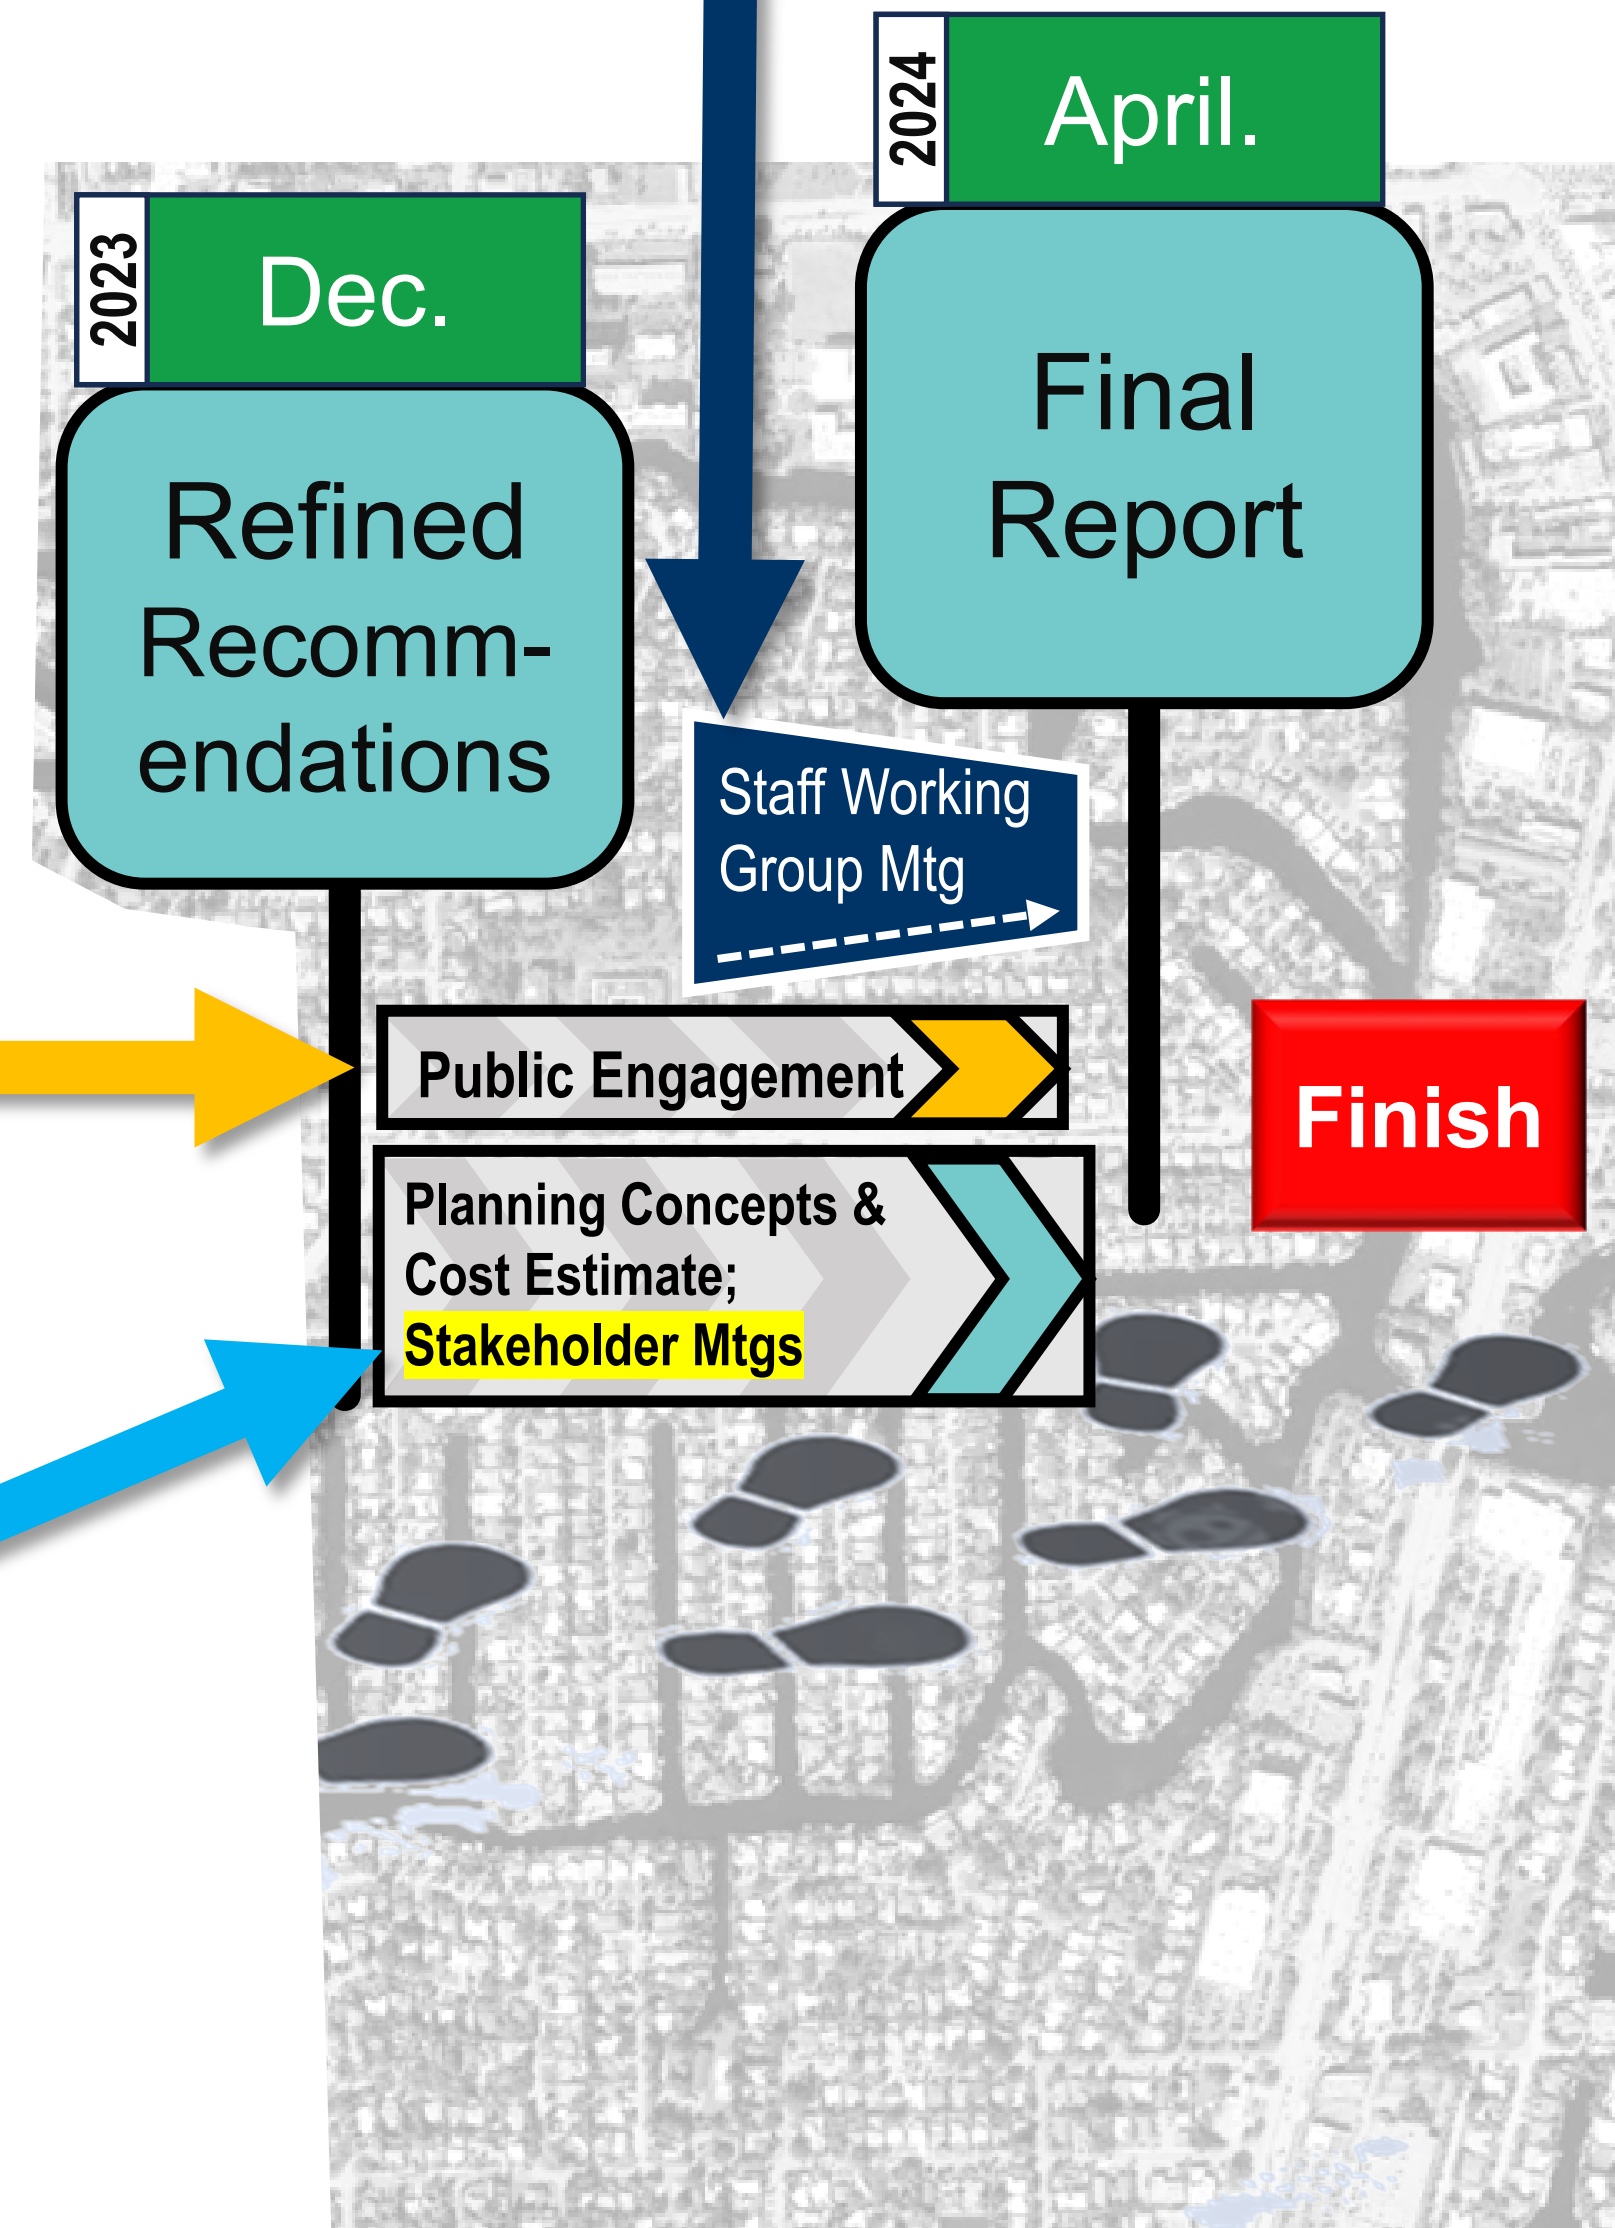 2023
Dec.
Refined
Recomm-
endations
2024
April.
Final
Report
Staff Working
Group Mtg
Public Engagement
Planning Concepts &
Cost Estimate;
Stakeholder Mtgs
Finish